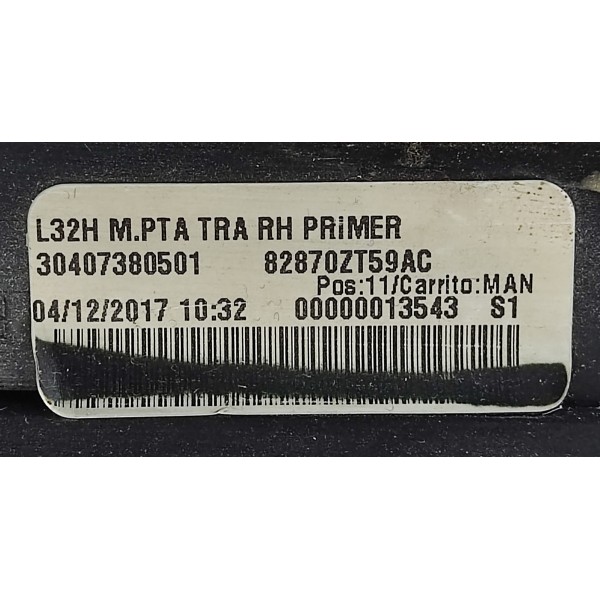 L32H M.PTA TRA RH PRiMER
30407380501 82870ZT59AC
Pos:11/Carrito:MAN
04/12/2017 10:32 00000013543 S1